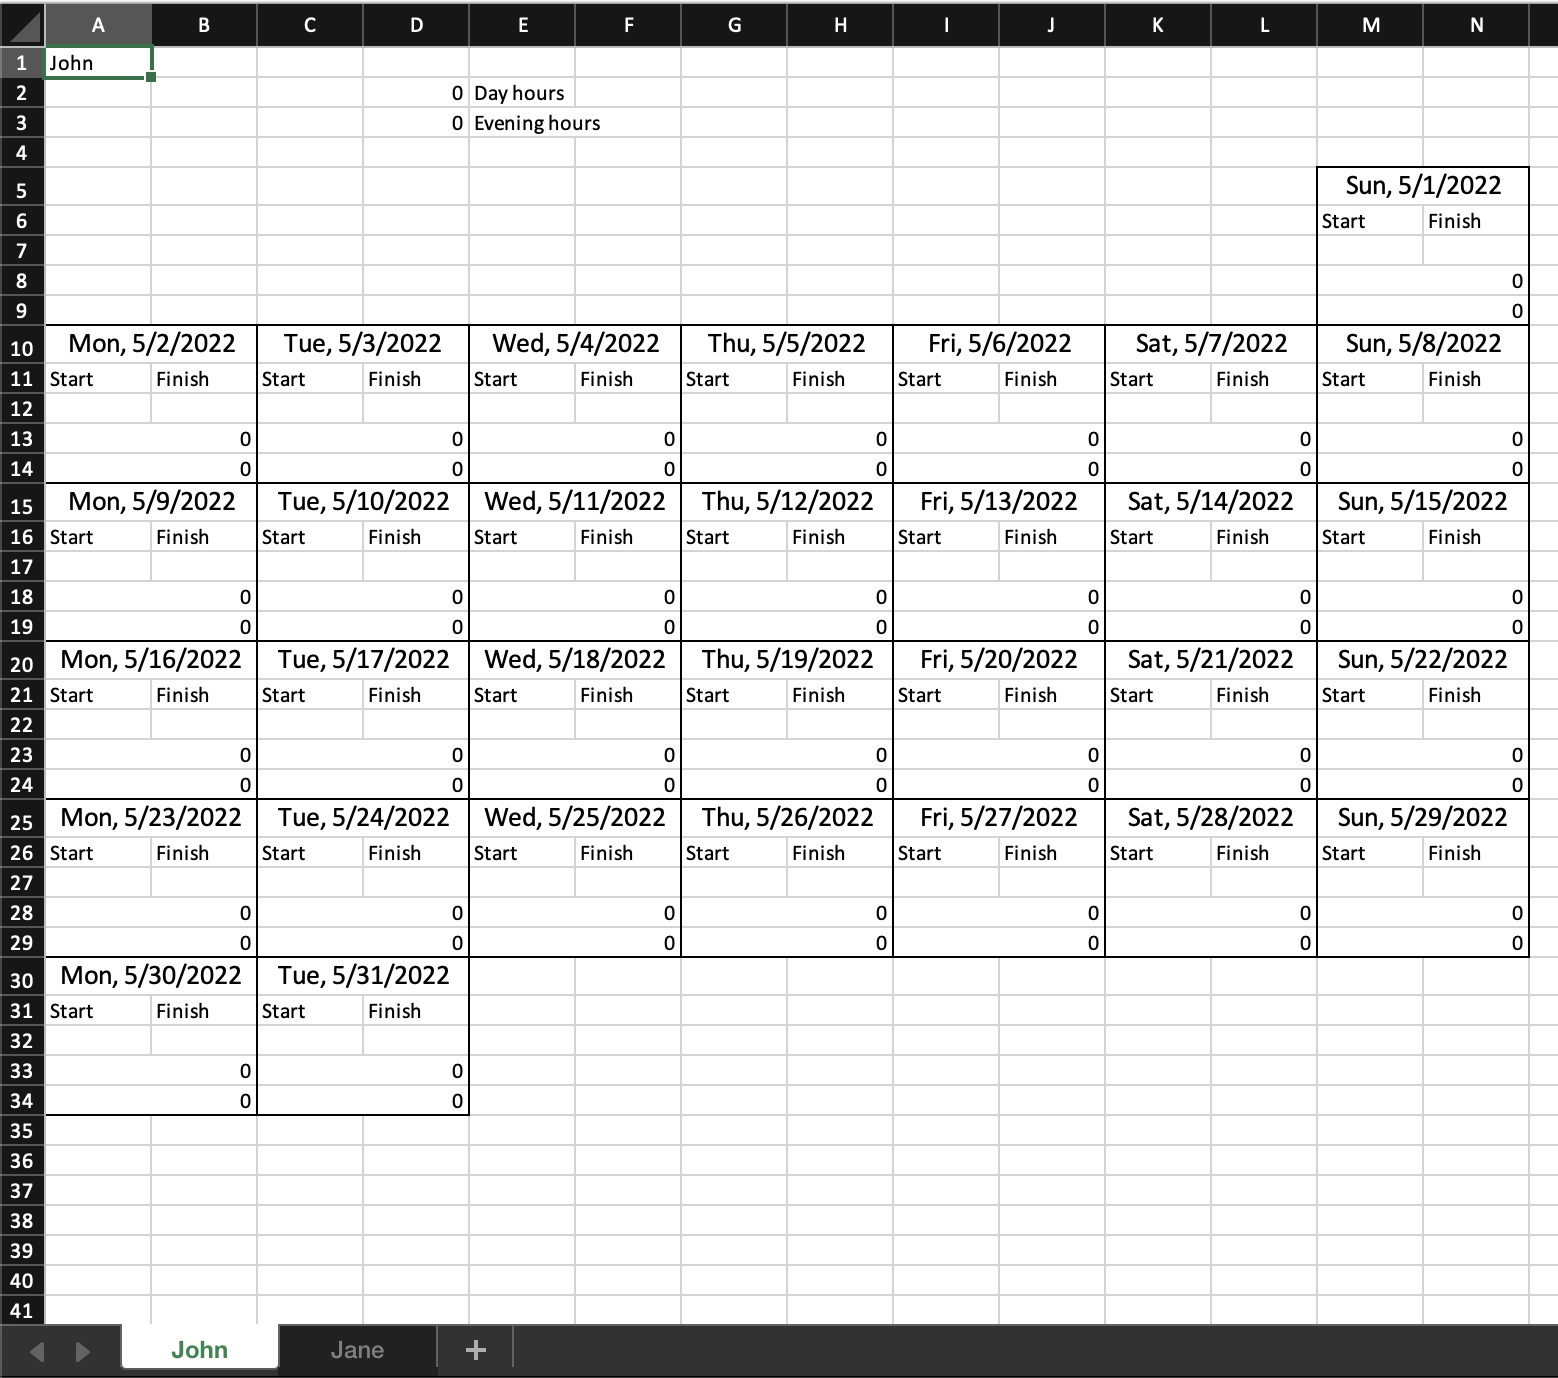 A B C D E F G H I J K L M N
1 John
2 0 Day hours
3 0 Evening hours
4
5 Sun, 5/1/2022
6 Start Finish
7
8 0
9 0
10 Mon, 5/2/2022 Tue, 5/3/2022 Wed, 5/4/2022 Thu, 5/5/2022 Fri, 5/6/2022 Sat, 5/7/2022 Sun, 5/8/2022
11 Start Finish Start Finish Start Finish Start Finish Start Finish Start Finish Start Finish
12
13 0 0 0 0 0 0 0
14 0 0 0 0 0 0 0
15 Mon, 5/9/2022 Tue, 5/10/2022 Wed, 5/11/2022 Thu, 5/12/2022 Fri, 5/13/2022 Sat, 5/14/2022 Sun, 5/15/2022
16 Start Finish Start Finish Start Finish Start Finish Start Finish Start Finish Start Finish
17
18 0 0 0 0 0 0 0
19 0 0 0 0 0 0 0
20 Mon, 5/16/2022 Tue, 5/17/2022 Wed, 5/18/2022 Thu, 5/19/2022 Fri, 5/20/2022 Sat, 5/21/2022 Sun, 5/22/2022
21 Start Finish Start Finish Start Finish Start Finish Start Finish Start Finish Start Finish
22
23 0 0 0 0 0 0 0
24 0 0 0 0 0 0 0
25 Mon, 5/23/2022 Tue, 5/24/2022 Wed, 5/25/2022 Thu, 5/26/2022 Fri, 5/27/2022 Sat, 5/28/2022 Sun, 5/29/2022
26 Start Finish Start Finish Start Finish Start Finish Start Finish Start Finish Start Finish
27
28 0 0 0 0 0 0 0
29 0 0 0 0 0 0 0
30 Mon, 5/30/2022 Tue, 5/31/2022
31 Start Finish Start Finish
32
33 0 0
34 0 0
35
36
37
38
39
40
41
John Jane +